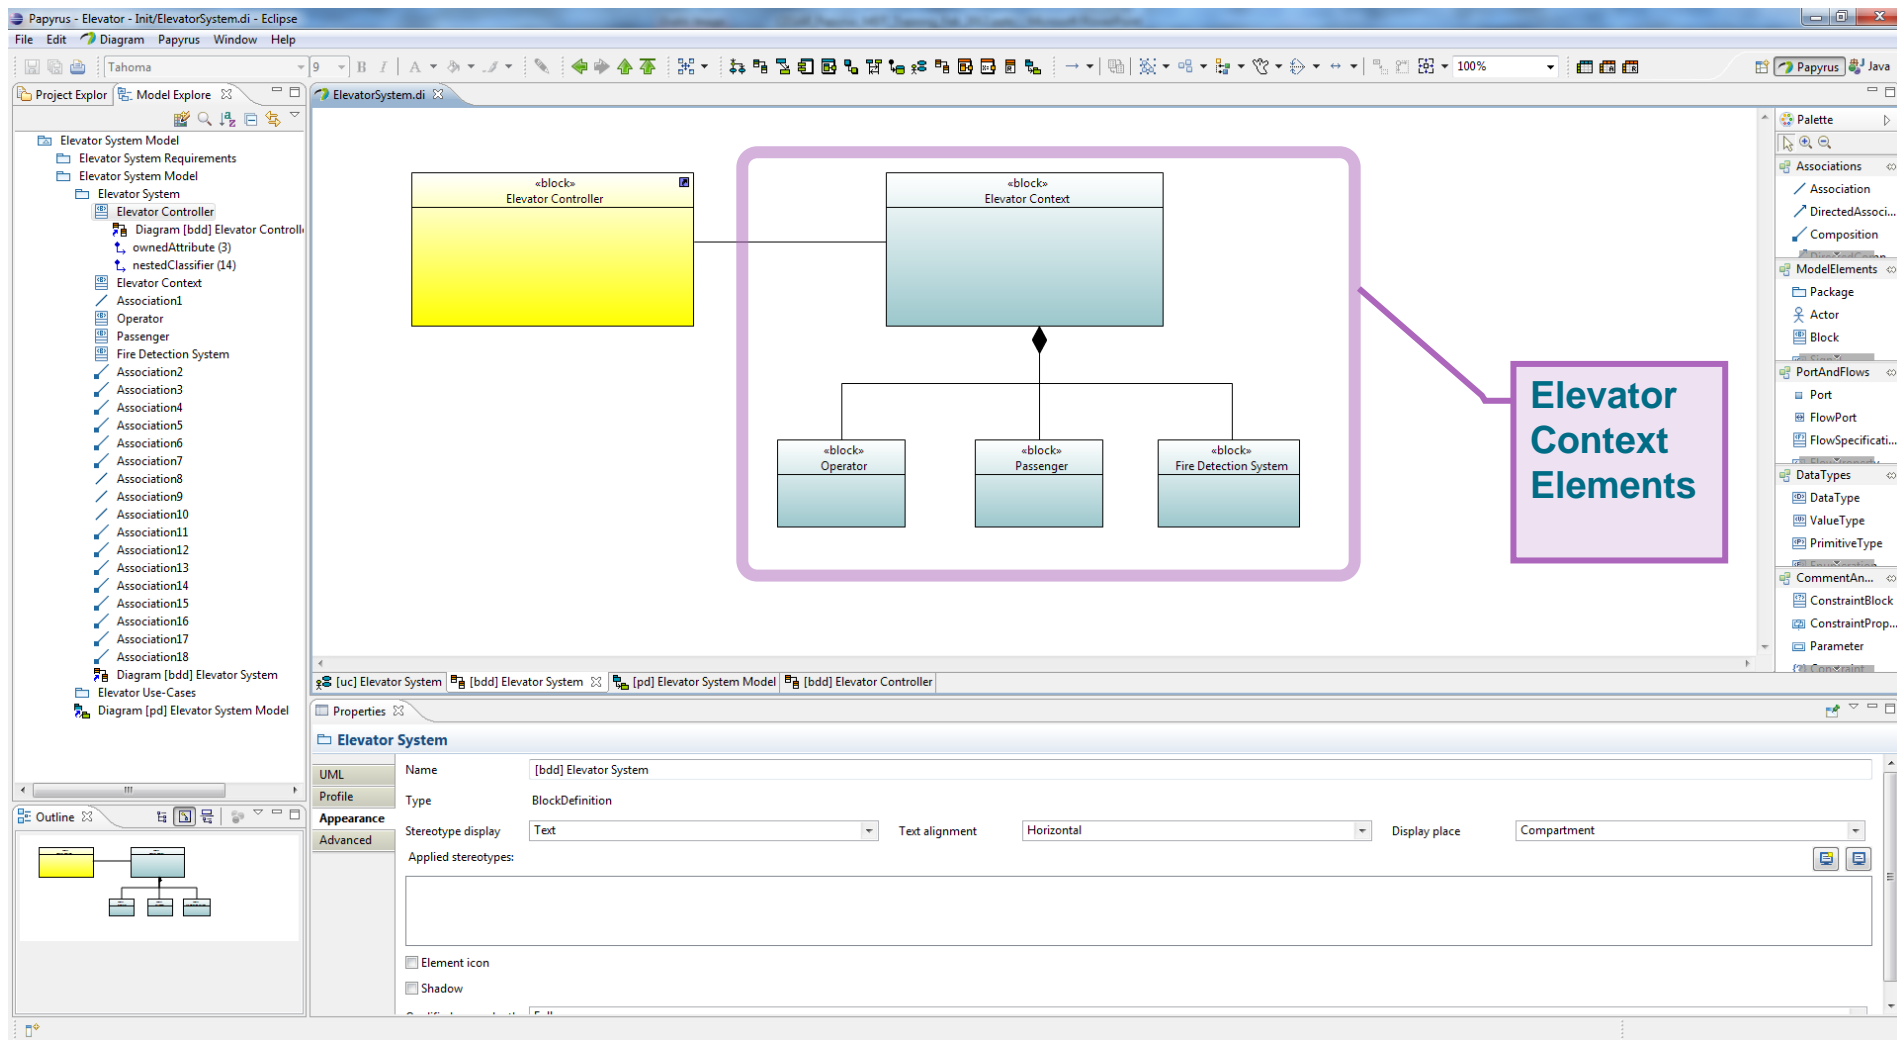 Papyrus - Elevator - Init/ElevatorSystem.di - Eclipse
File Edit Diagram Papyrus Window Help
Tahoma 9 B I A 100% Papyrus Java
Project Explor Model Explore
Elevator System Model
Elevator System Requirements
Elevator System Model
Elevator System
Elevator Controller
Diagram [bdd] Elevator Controll
ownedAttribute (3)
nestedClassifier (14)
Elevator Context
Association1
Operator
Passenger
Fire Detection System
Association2
Association3
Association4
Association5
Association6
Association7
Association8
Association9
Association10
Association11
Association12
Association13
Association14
Association15
Association16
Association17
Association18
Diagram [bdd] Elevator System
Elevator Use-Cases
Diagram [pd] Elevator System Model
Outline
ElevatorSystem.di
«block»
Elevator Controller
«block»
Elevator Context
«block»
Operator
«block»
Passenger
«block»
Fire Detection System
Elevator
Context
Elements
Palette
Associations
Association
DirectedAssoci...
Composition
ModelElements
Package
Actor
Block
PortAndFlows
Port
FlowPort
FlowSpecificati...
DataTypes
DataType
ValueType
PrimitiveType
CommentAn...
ConstraintBlock
ConstraintProp...
Parameter
[uc] Elevator System [bdd] Elevator System [pd] Elevator System Model [bdd] Elevator Controller
Properties
Elevator System
UML
Profile
Appearance
Advanced
Name [bdd] Elevator System
Type BlockDefinition
Stereotype display Text Text alignment Horizontal Display place Compartment
Applied stereotypes:
Element icon
Shadow